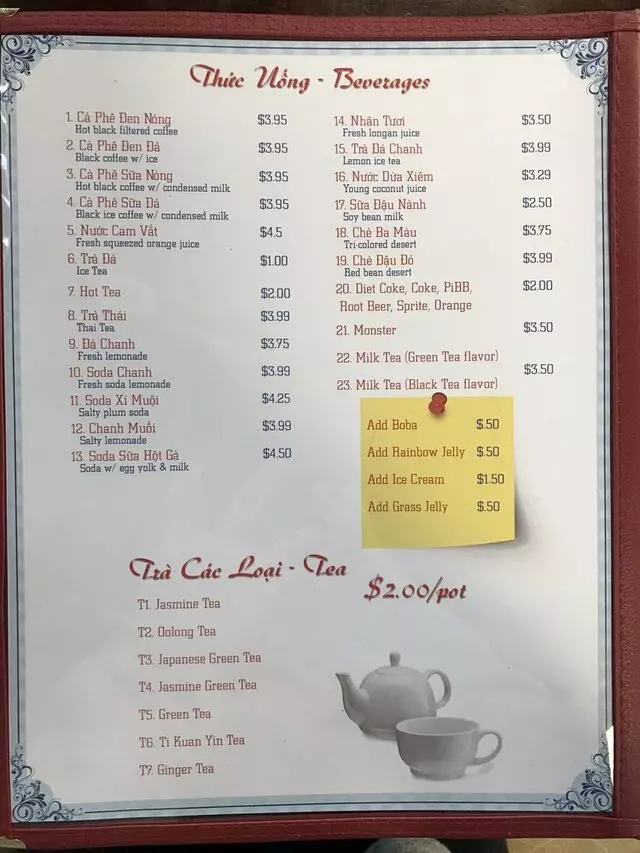 Thức Uống - Beverages
1. Cà Phê Đen Nóng $3.95
Hot black filtered coffee
2. Cà Phê Đen Đá $3.95
Black coffee w/ ice
3. Cà Phê Sữa Nóng $3.95
Hot black coffee w/ condensed milk
4. Cà Phê Sữa Đá $3.95
Black ice coffee w/ condensed milk
5. Nước Cam Vắt $4.5
Fresh squeezed orange juice
6. Trà Đá $1.00
Ice Tea
7. Hot Tea $2.00
8. Trà Thái $3.99
Thai Tea
9. Đá Chanh $3.75
Fresh lemonade
10. Soda Chanh $3.99
Fresh soda lemonade
11. Soda Xí Muội $4.25
Salty plum soda
12. Chanh Muối $3.99
Salty lemonade
13. Soda Sữa Hột Gà $4.50
Soda w/ egg yolk & milk
14. Nhãn Tươi $3.50
Fresh longan juice
15. Trà Đá Chanh $3.99
Lemon ice tea
16. Nước Dừa Xiêm $3.29
Young coconut juice
17. Sữa Đậu Nành $2.50
Soy bean milk
18. Chè Ba Màu $3.75
Tri-colored desert
19. Chè Đậu Đỏ $3.99
Red bean desert
20. Diet Coke, Coke, PiBB, $2.00
Root Beer, Sprite, Orange
21. Monster $3.50
22. Milk Tea (Green Tea flavor)
$3.50
23. Milk Tea (Black Tea flavor)
Add Boba $.50
Add Rainbow Jelly $.50
Add Ice Cream $1.50
Add Grass Jelly $.50
Trà Các Loại - Tea
$2.00/pot
T1. Jasmine Tea
T2. Oolong Tea
T3. Japanese Green Tea
T4. Jasmine Green Tea
T5. Green Tea
T6. Ti Kuan Yin Tea
T7. Ginger Tea